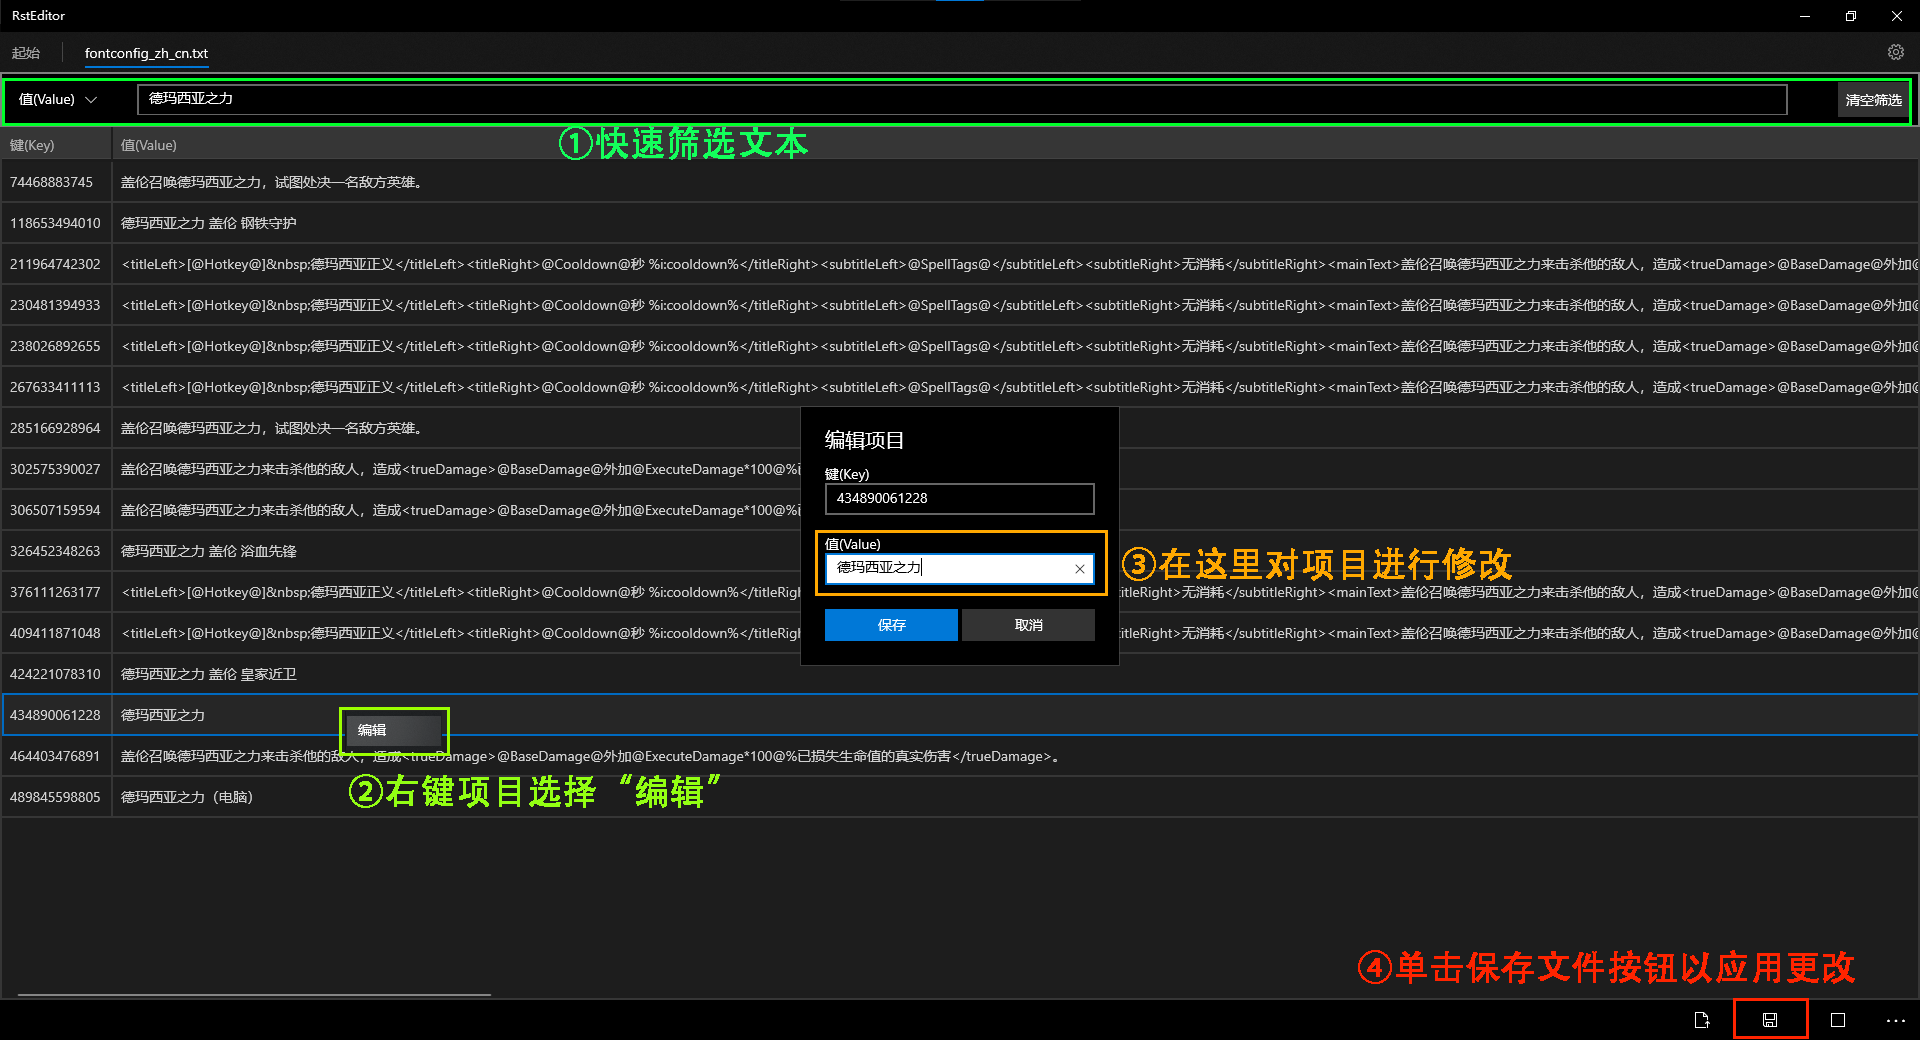 RstEditor
起始
fontconfig_zh_cn.txt
值(Value)
德玛西亚之力
清空筛选
①快速筛选文本
键(Key) 值(Value)
74468883745 盖伦召唤德玛西亚之力，试图处决一名敌方英雄。
118653494010 德玛西亚之力 盖伦 钢铁守护
211964742302 <titleLeft>[@Hotkey@]&nbsp;德玛西亚正义</titleLeft><titleRight>@Cooldown@秒 %i:cooldown%</titleRight><subtitleLeft>@SpellTags@</subtitleLeft><subtitleRight>无消耗</subtitleRight><mainText>盖伦召唤德玛西亚之力来击杀他的敌人，造成<trueDamage>@BaseDamage@外加@
230481394933 <titleLeft>[@Hotkey@]&nbsp;德玛西亚正义</titleLeft><titleRight>@Cooldown@秒 %i:cooldown%</titleRight><subtitleLeft>@SpellTags@</subtitleLeft><subtitleRight>无消耗</subtitleRight><mainText>盖伦召唤德玛西亚之力来击杀他的敌人，造成<trueDamage>@BaseDamage@外加@
238026892655 <titleLeft>[@Hotkey@]&nbsp;德玛西亚正义</titleLeft><titleRight>@Cooldown@秒 %i:cooldown%</titleRight><subtitleLeft>@SpellTags@</subtitleLeft><subtitleRight>无消耗</subtitleRight><mainText>盖伦召唤德玛西亚之力来击杀他的敌人，造成<trueDamage>@BaseDamage@外加@
267633411113 <titleLeft>[@Hotkey@]&nbsp;德玛西亚正义</titleLeft><titleRight>@Cooldown@秒 %i:cooldown%</titleRight><subtitleLeft>@SpellTags@</subtitleLeft><subtitleRight>无消耗</subtitleRight><mainText>盖伦召唤德玛西亚之力来击杀他的敌人，造成<trueDamage>@BaseDamage@外加@
285166928964 盖伦召唤德玛西亚之力，试图处决一名敌方英雄。
302575390027 盖伦召唤德玛西亚之力来击杀他的敌人，造成<trueDamage>@BaseDamage@外加@ExecuteDamage*100@%已
306507159594 盖伦召唤德玛西亚之力来击杀他的敌人，造成<trueDamage>@BaseDamage@外加@ExecuteDamage*100@%已
326452348263 德玛西亚之力 盖伦 浴血先锋
376111263177 <titleLeft>[@Hotkey@]&nbsp;德玛西亚正义</titleLeft><titleRight>@Cooldown@秒 %i:cooldown%</titleRigh titleRight>无消耗</subtitleRight><mainText>盖伦召唤德玛西亚之力来击杀他的敌人，造成<trueDamage>@BaseDamage@外加@
409411871048 <titleLeft>[@Hotkey@]&nbsp;德玛西亚正义</titleLeft><titleRight>@Cooldown@秒 %i:cooldown%</titleRigh titleRight>无消耗</subtitleRight><mainText>盖伦召唤德玛西亚之力来击杀他的敌人，造成<trueDamage>@BaseDamage@外加@
424221078310 德玛西亚之力 盖伦 皇家近卫
434890061228 德玛西亚之力
464403476891 盖伦召唤德玛西亚之力来击杀他的敌人，造成<trueDamage>@BaseDamage@外加@ExecuteDamage*100@%已损失生命值的真实伤害</trueDamage>。
489845598805 德玛西亚之力（电脑）
编辑
②右键项目选择“编辑”
编辑项目
键(Key)
434890061228
值(Value)
德玛西亚之力
保存 取消
③在这里对项目进行修改
④单击保存文件按钮以应用更改